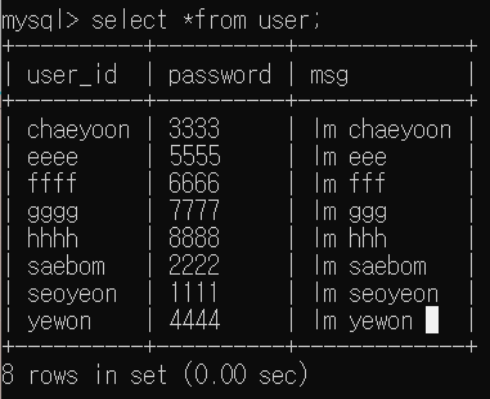 mysql> select *from user;
+-----------+----------+-------------+
| user_id | password | msg |
+-----------+----------+-------------+
| chaeyoon | 3333 | Im chaeyoon |
| eeee | 5555 | Im eee |
| ffff | 6666 | Im fff |
| gggg | 7777 | Im ggg |
| hhhh | 8888 | Im hhh |
| saebom | 2222 | Im saebom |
| seoyeon | 1111 | Im seoyeon |
| yewon | 4444 | Im yewon |
+-----------+----------+-------------+
8 rows in set (0.00 sec)